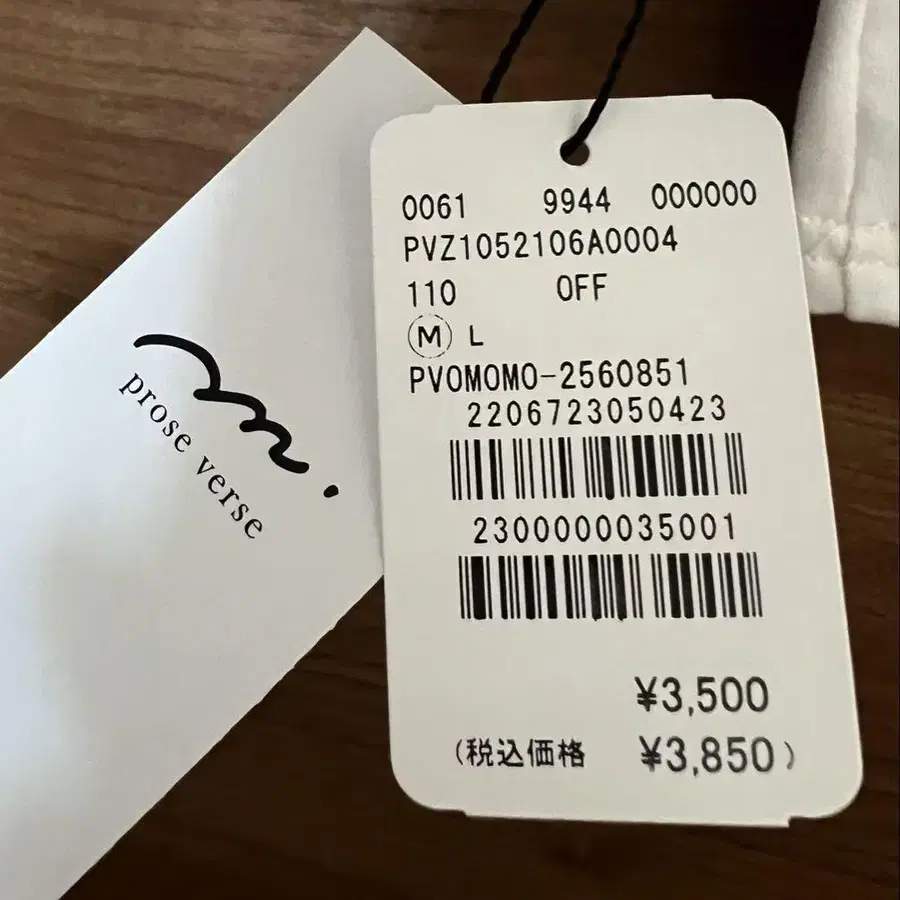 prose verse
0061 9944 000000
PVZ1052106A0004
110 OFF
M L
PVOMOMO-2560851
2206723050423
2300000035001
¥3,500
(税込価格 ¥3,850)